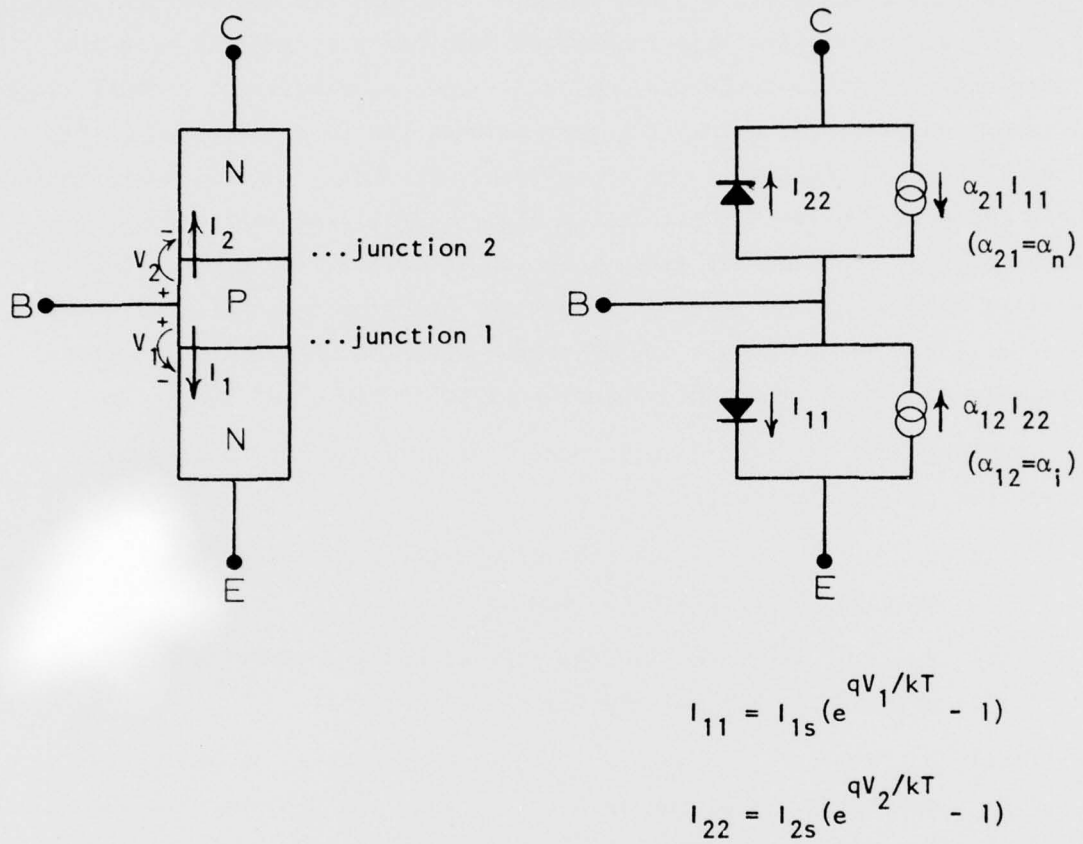 C
N
I₂
-
V₂
...junction 2
+
B
P
+
V₁
...junction 1
-
I₁
N
E
C
I₂₂
α₂₁I₁₁
(α₂₁=αₙ)
B
I₁₁
α₁₂I₂₂
(α₁₂=αᵢ)
E
I₁₁ = I₁ₛ(e^qV₁/kT - 1)
I₂₂ = I₂ₛ(e^qV₂/kT - 1)